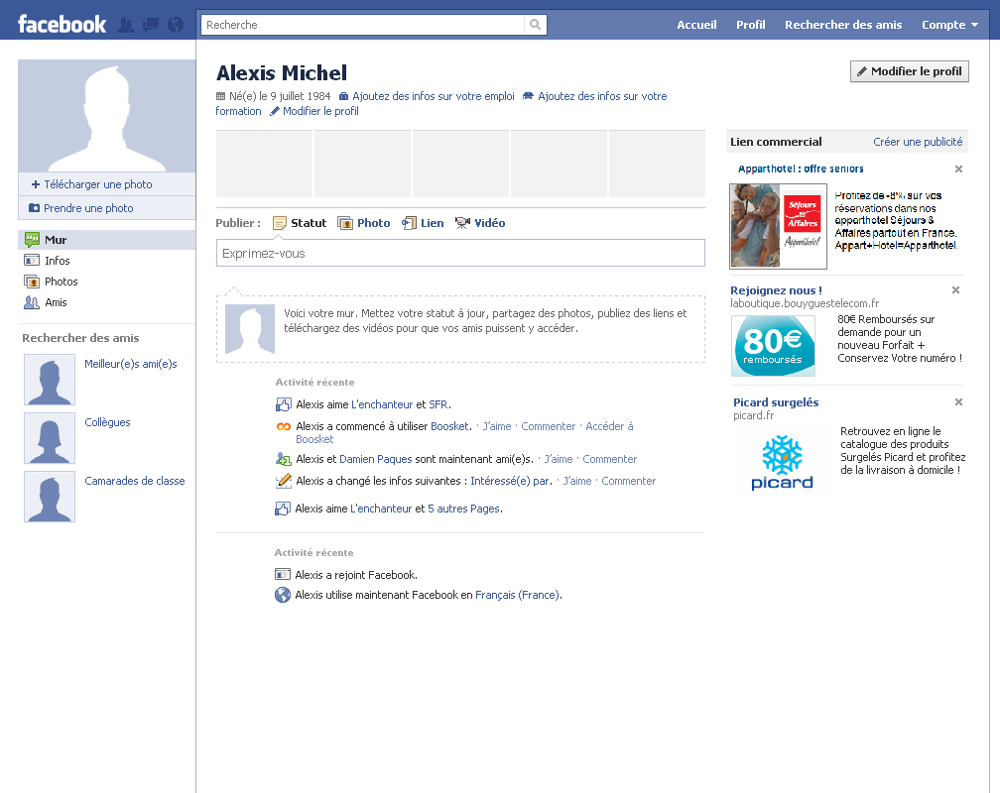 facebook
Recherche
Accueil Profil Rechercher des amis Compte
Alexis Michel
Modifier le profil
Né(e) le 9 juillet 1984 Ajoutez des infos sur votre emploi Ajoutez des infos sur votre
formation Modifier le profil
+ Télécharger une photo
Prendre une photo
Mur
Infos
Photos
Amis
Rechercher des amis
Meilleur(e)s ami(e)s
Collègues
Camarades de classe
Publier : Statut Photo Lien Vidéo
Exprimez-vous
Voici votre mur. Mettez votre statut à jour, partagez des photos, publiez des liens et
téléchargez des vidéos pour que vos amis puissent y accéder.
Activité récente
Alexis aime L'enchanteur et SFR.
Alexis a commencé à utiliser Boosket. · J'aime · Commenter · Accéder à
Boosket
Alexis et Damien Paques sont maintenant ami(e)s. · J'aime · Commenter
Alexis a changé les infos suivantes : Intéressé(e) par. · J'aime · Commenter
Alexis aime L'enchanteur et 5 autres Pages.
Activité récente
Alexis a rejoint Facebook.
Alexis utilise maintenant Facebook en Français (France).
Lien commercial Créer une publicité
Apparthotel : offre seniors
Séjours
&
Affaires
Apparthotel
Profitez de -8% sur vos
réservations dans nos
apparthotel Séjours &
Affaires partout en France.
Appart+Hotel=Apparthotel.
Rejoignez nous !
laboutique.bouyguestelecom.fr
80€
remboursés
80€ Remboursés sur
demande pour un
nouveau Forfait +
Conservez Votre numéro !
Picard surgelés
picard.fr
picard
Retrouvez en ligne le
catalogue des produits
Surgelés Picard et profitez
de la livraison à domicile !